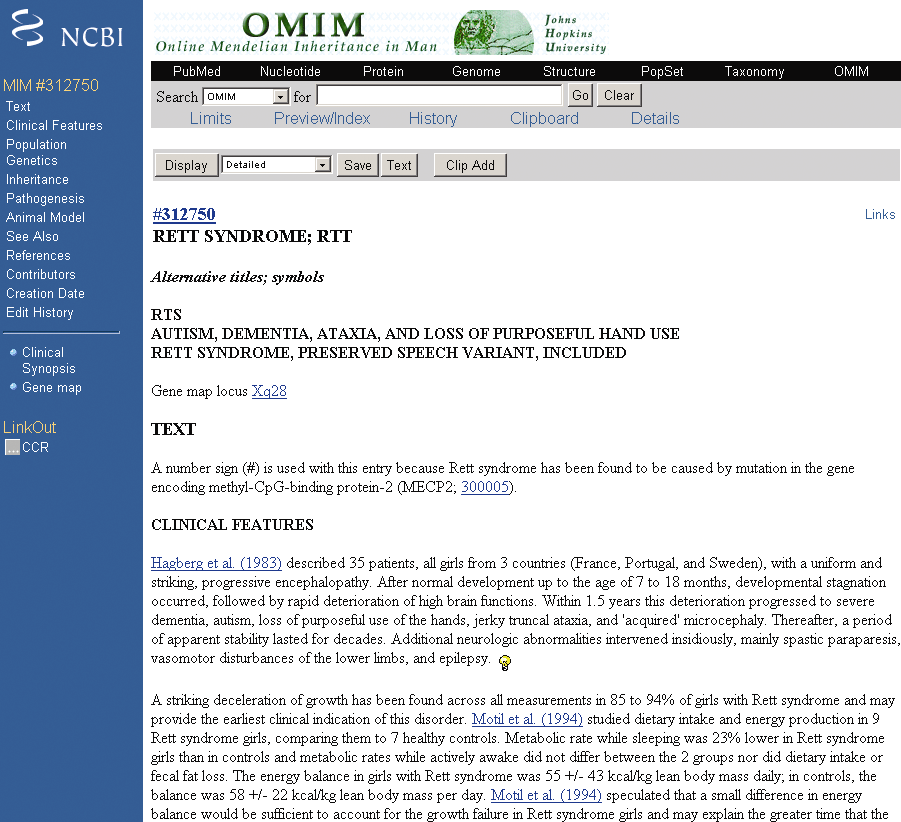 NCBI
OMIM
Online Mendelian Inheritance in Man
Johns
Hopkins
University
PubMed Nucleotide Protein Genome Structure PopSet Taxonomy OMIM
Search OMIM for Go Clear
Limits Preview/Index History Clipboard Details
Display Detailed Save Text Clip Add
MIM #312750
Text
Clinical Features
Population
Genetics
Inheritance
Pathogenesis
Animal Model
See Also
References
Contributors
Creation Date
Edit History
Clinical
Synopsis
Gene map
LinkOut
... CCR
#312750 Links
RETT SYNDROME; RTT
Alternative titles; symbols
RTS
AUTISM, DEMENTIA, ATAXIA, AND LOSS OF PURPOSEFUL HAND USE
RETT SYNDROME, PRESERVED SPEECH VARIANT, INCLUDED
Gene map locus Xq28
TEXT
A number sign (#) is used with this entry because Rett syndrome has been found to be caused by mutation in the gene
encoding methyl-CpG-binding protein-2 (MECP2; 300005).
CLINICAL FEATURES
Hagberg et al. (1983) described 35 patients, all girls from 3 countries (France, Portugal, and Sweden), with a uniform and
striking, progressive encephalopathy. After normal development up to the age of 7 to 18 months, developmental stagnation
occurred, followed by rapid deterioration of high brain functions. Within 1.5 years this deterioration progressed to severe
dementia, autism, loss of purposeful use of the hands, jerky truncal ataxia, and 'acquired' microcephaly. Thereafter, a period
of apparent stability lasted for decades. Additional neurologic abnormalities intervened insidiously, mainly spastic paraparesis,
vasomotor disturbances of the lower limbs, and epilepsy.
A striking deceleration of growth has been found across all measurements in 85 to 94% of girls with Rett syndrome and may
provide the earliest clinical indication of this disorder. Motil et al. (1994) studied dietary intake and energy production in 9
Rett syndrome girls, comparing them to 7 healthy controls. Metabolic rate while sleeping was 23% lower in Rett syndrome
girls than in controls and metabolic rates while actively awake did not differ between the 2 groups nor did dietary intake or
fecal fat loss. The energy balance in girls with Rett syndrome was 55 +/- 43 kcal/kg lean body mass daily; in controls, the
balance was 58 +/- 22 kcal/kg lean body mass per day. Motil et al. (1994) speculated that a small difference in energy
balance would be sufficient to account for the growth failure in Rett syndrome girls and may explain the greater time that the